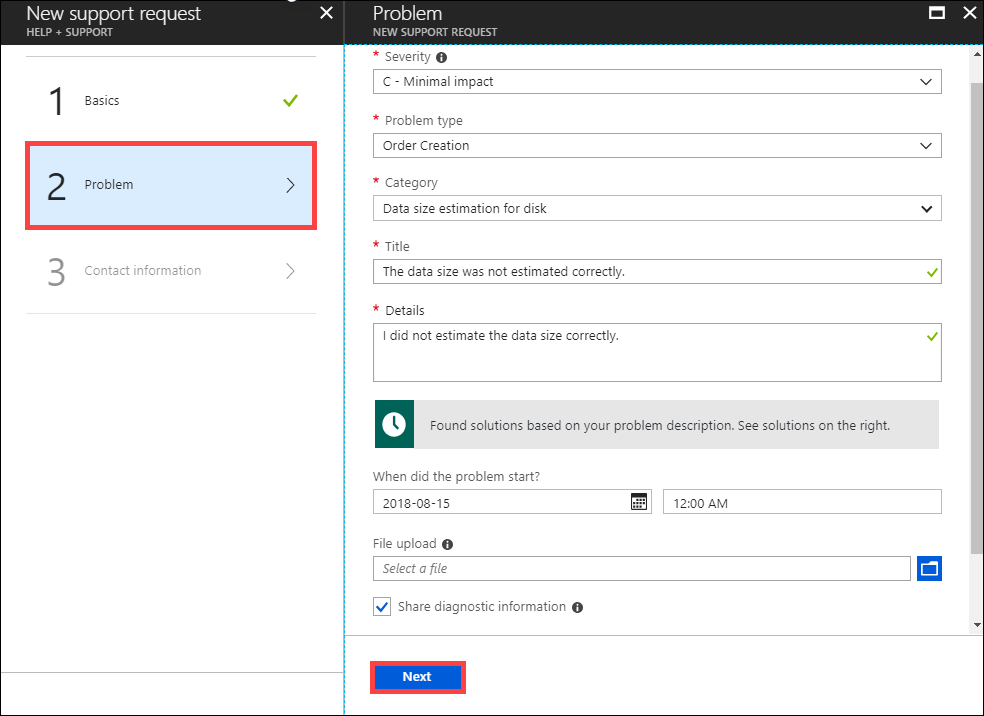 New support request
HELP + SUPPORT
1 Basics
2 Problem
3 Contact information
Problem
NEW SUPPORT REQUEST
* Severity
C - Minimal impact
* Problem type
Order Creation
* Category
Data size estimation for disk
* Title
The data size was not estimated correctly.
* Details
I did not estimate the data size correctly.
Found solutions based on your problem description. See solutions on the right.
When did the problem start?
2018-08-15 12:00 AM
File upload
Select a file
Share diagnostic information
Next